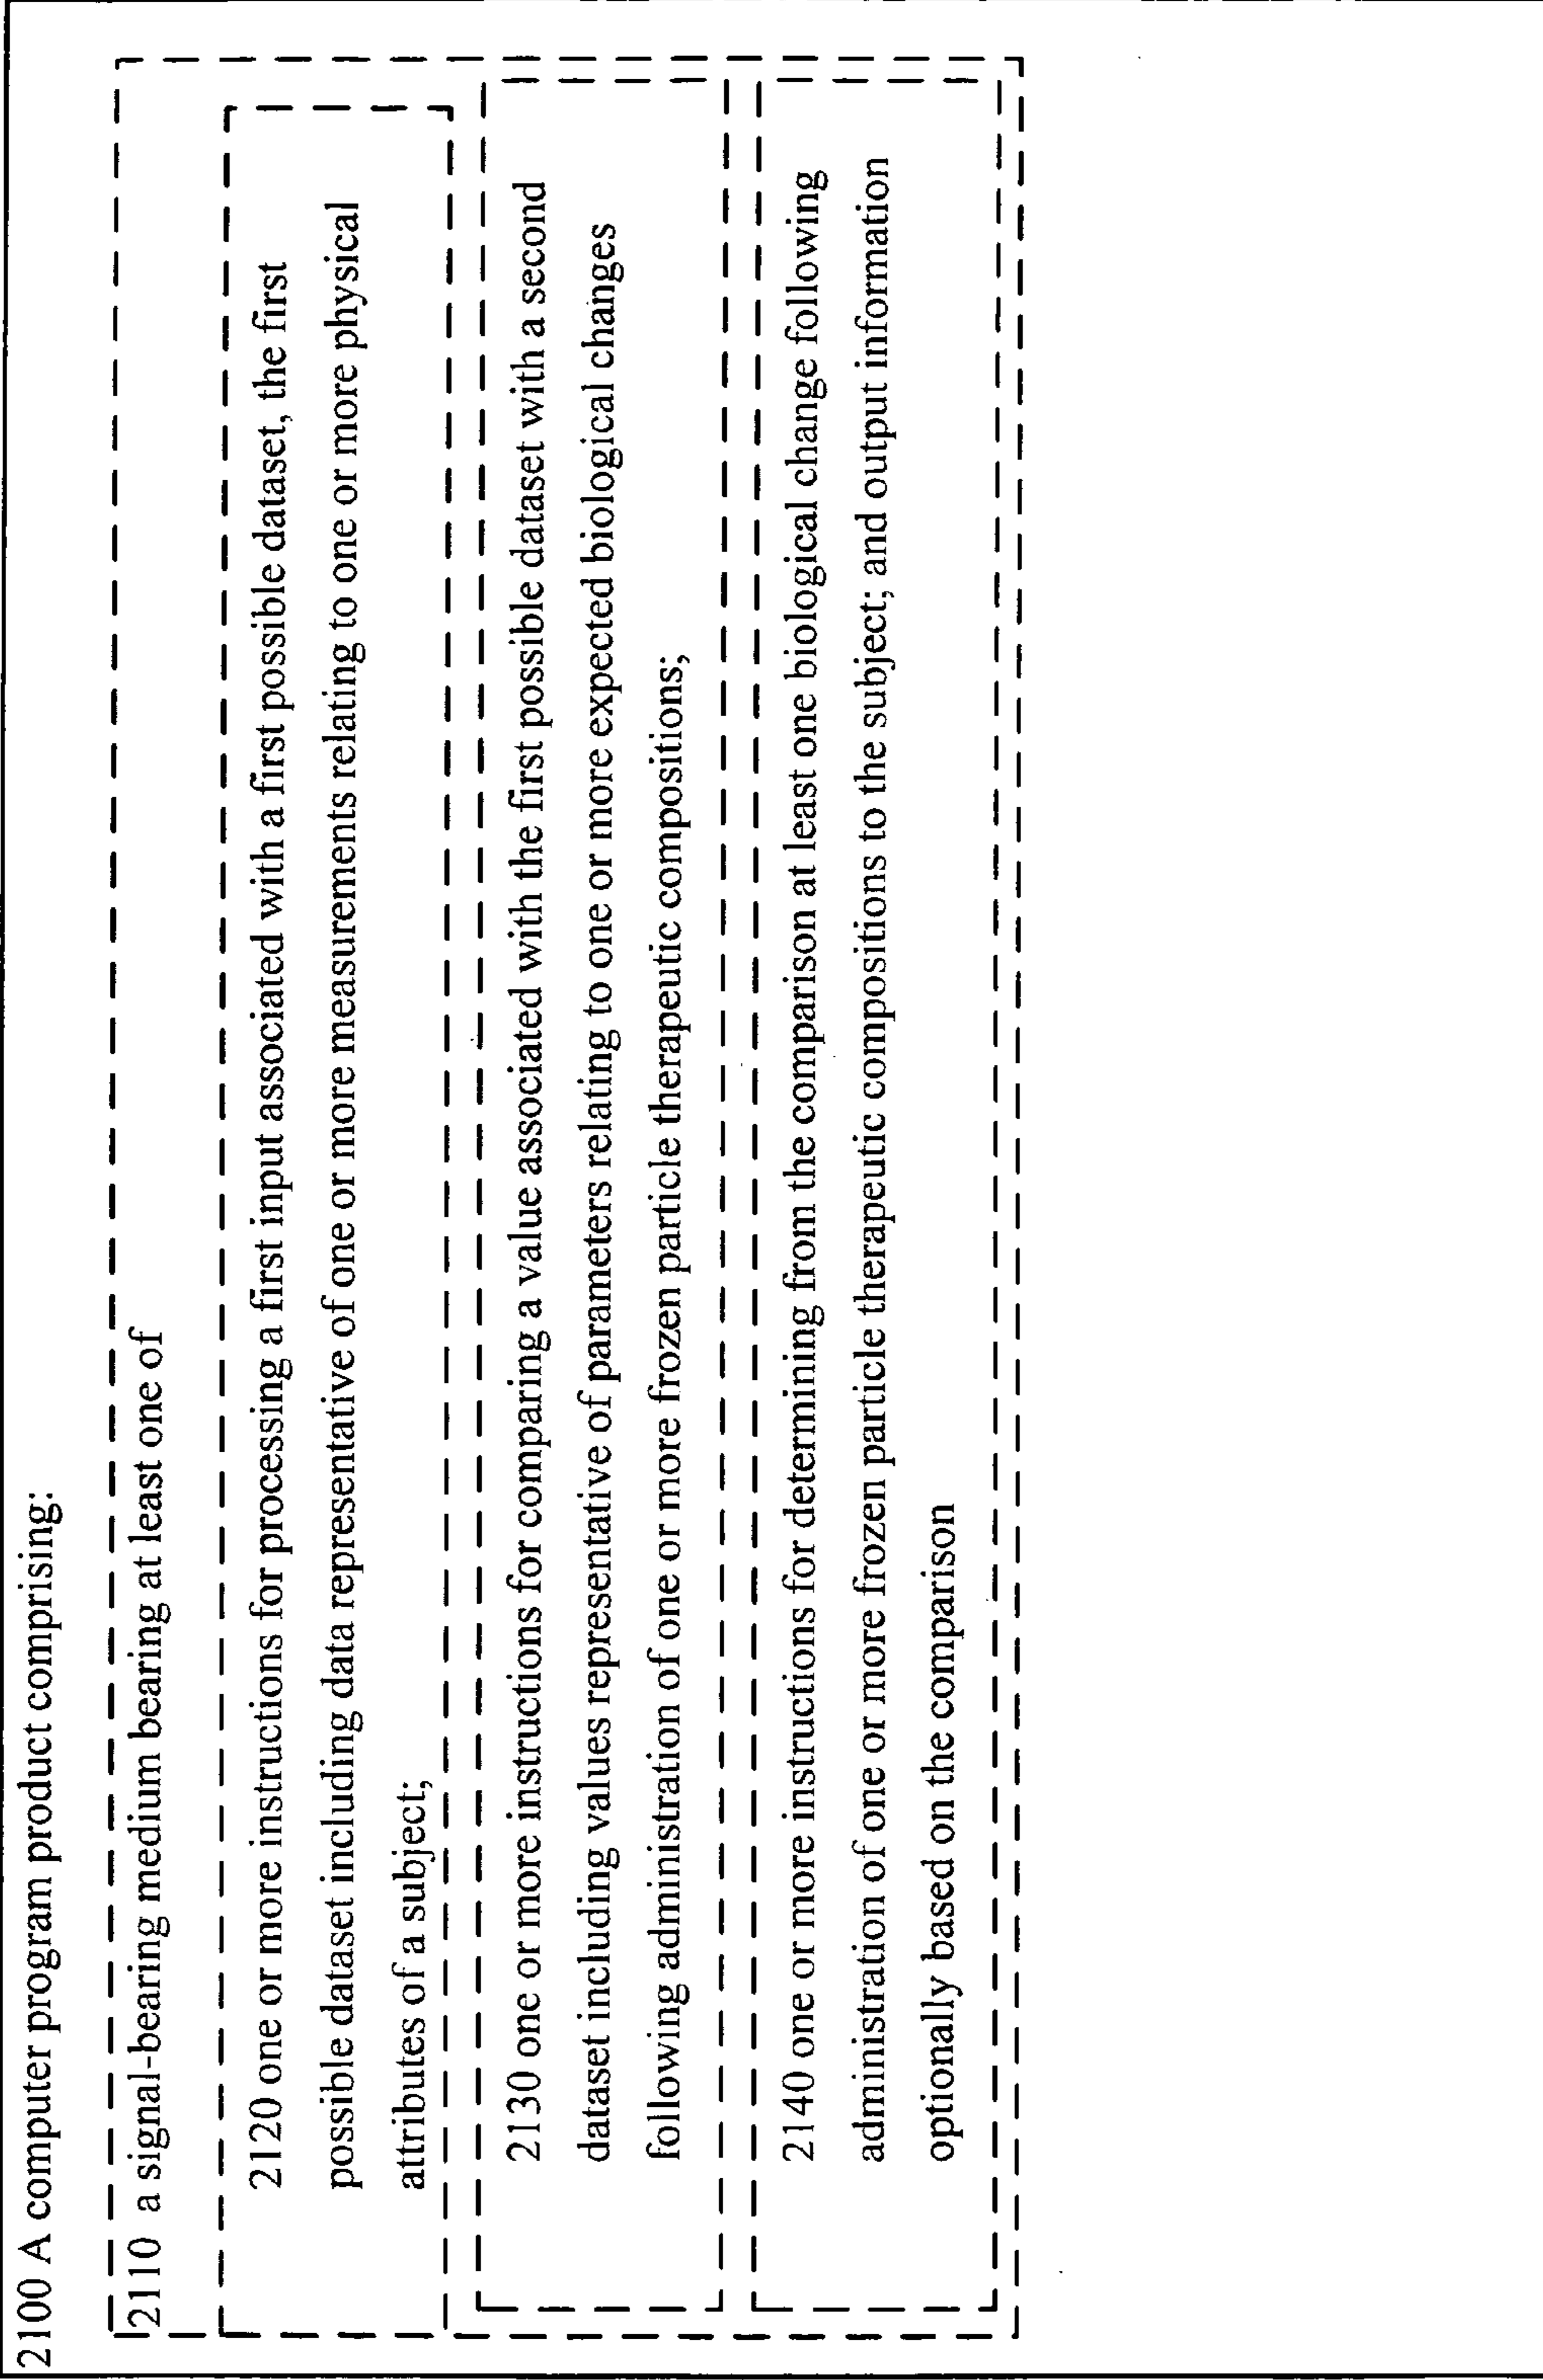 2100 A computer program product comprising:
2110 a signal-bearing medium bearing at least one of
2120 one or more instructions for processing a first input associated with a first possible dataset, the first
possible dataset including data representative of one or more measurements relating to one or more physical
attributes of a subject;
2130 one or more instructions for comparing a value associated with the first possible dataset with a second
dataset including values representative of parameters relating to one or more expected biological changes
following administration of one or more frozen particle therapeutic compositions;
2140 one or more instructions for determining from the comparison at least one biological change following
administration of one or more frozen particle therapeutic compositions to the subject; and output information
optionally based on the comparison